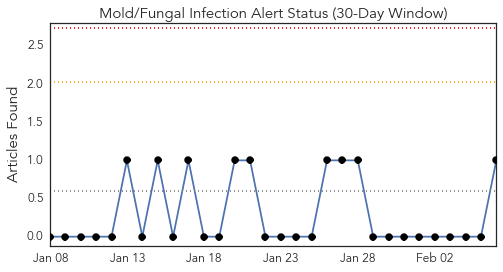 Mold/Fungal Infection Alert Status (30-Day Window)
Articles Found
2.5
2.0
1.5
1.0
0.5
0.0
Jan 08 Jan 13 Jan 18 Jan 23 Jan 28 Feb 02